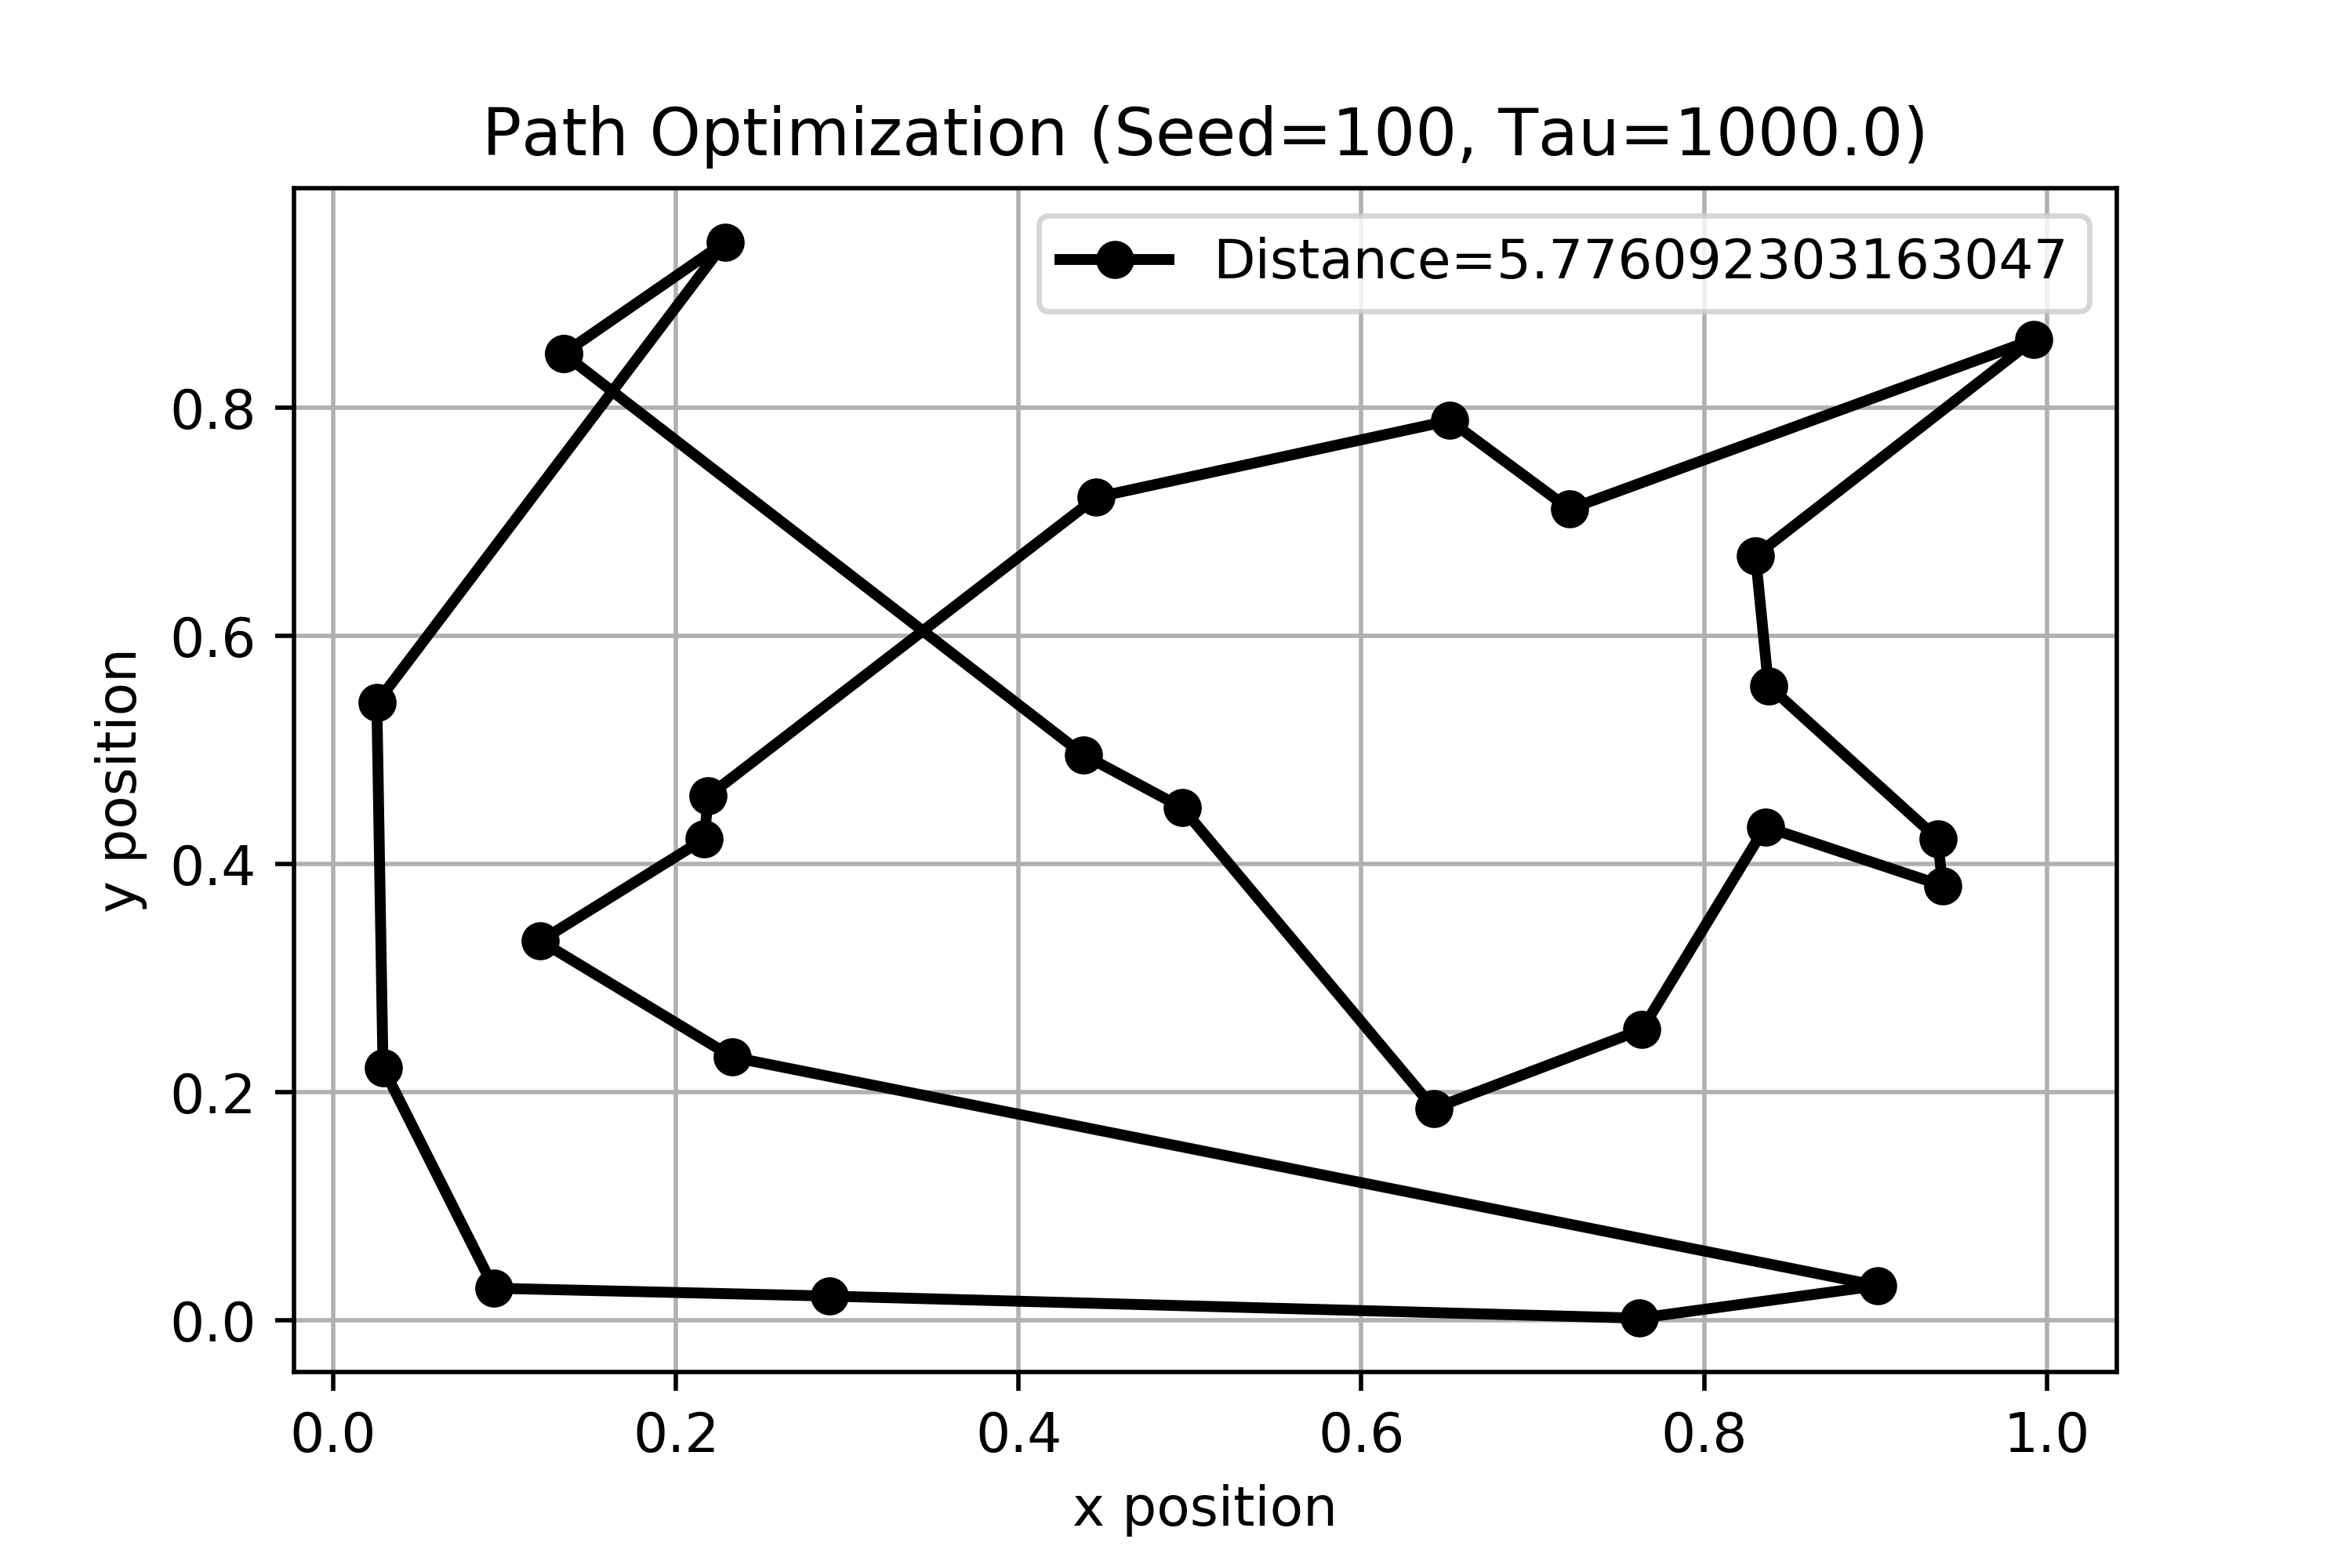 Path Optimization (Seed=100, Tau=1000.0)
Distance=5.776092303163047
y position
0.8
0.6
0.4
0.2
0.0
0.0 0.2 0.4 0.6 0.8 1.0
x position